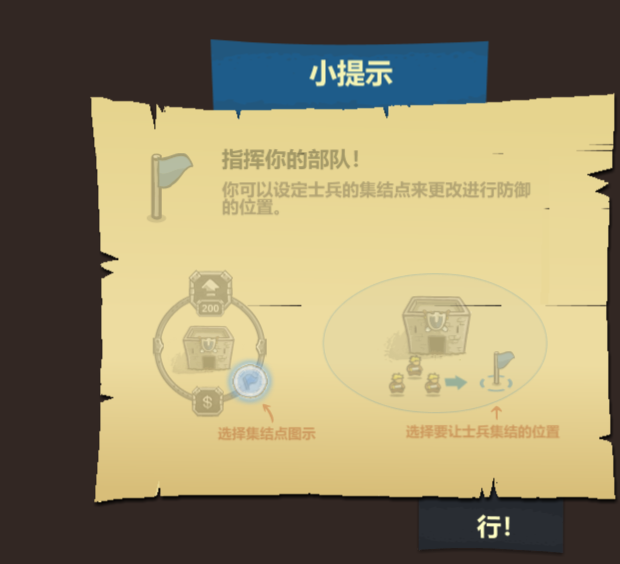 小提示
指挥你的部队！
你可以设定士兵的集结点来更改进行防御
的位置。
200
$
选择集结点图示
选择要让士兵集结的位置
行！